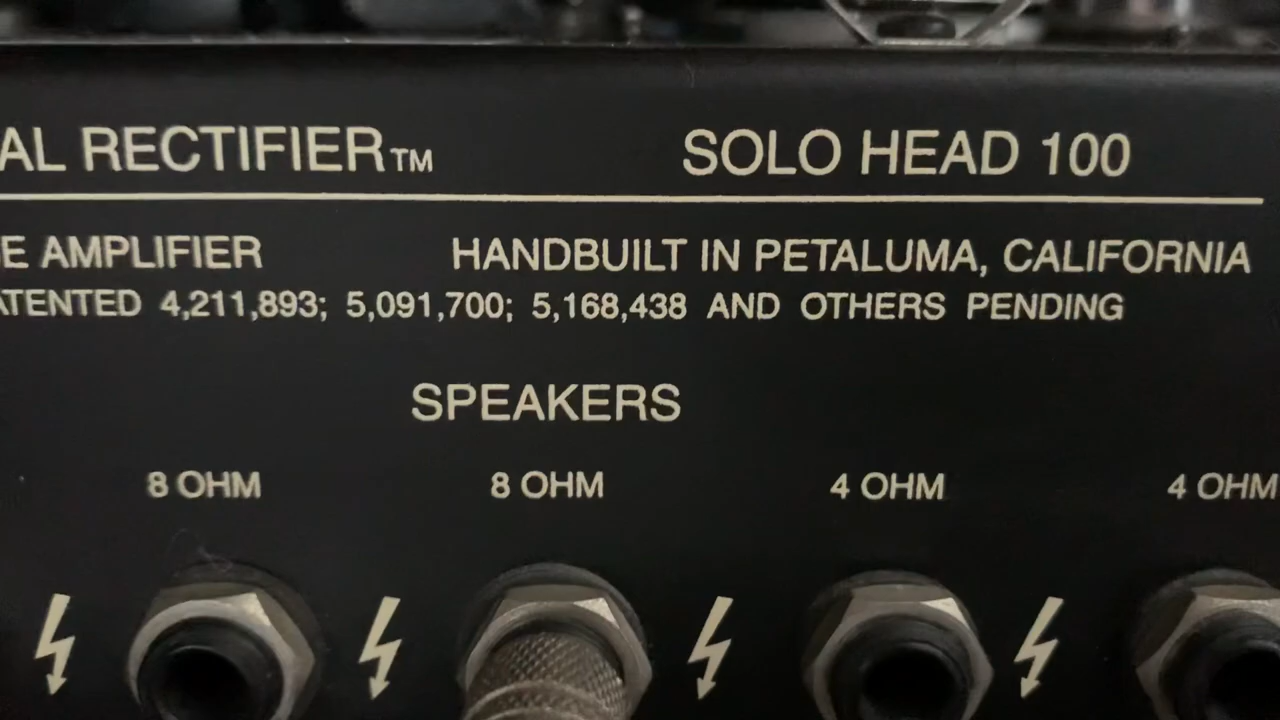 AL RECTIFIER™ SOLO HEAD 100
E AMPLIFIER HANDBUILT IN PETALUMA, CALIFORNIA
ATENTED 4,211,893; 5,091,700; 5,168,438 AND OTHERS PENDING
SPEAKERS
8 OHM 8 OHM 4 OHM 4 OHM